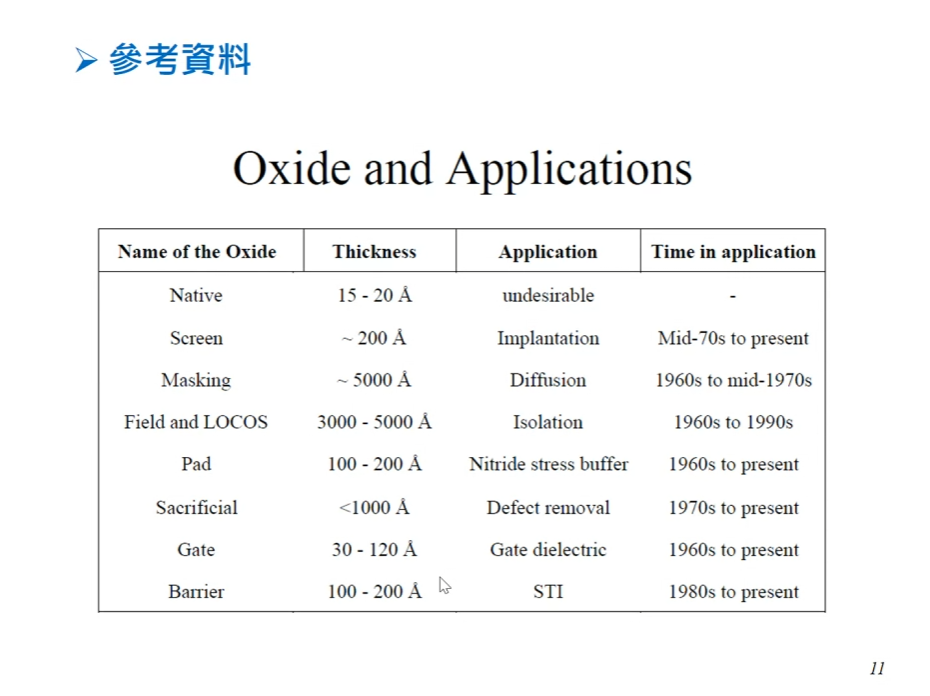 參考資料
Oxide and Applications
Name of the Oxide Thickness Application Time in application
Native 15 - 20 Å undesirable -
Screen ~ 200 Å Implantation Mid-70s to present
Masking ~ 5000 Å Diffusion 1960s to mid-1970s
Field and LOCOS 3000 - 5000 Å Isolation 1960s to 1990s
Pad 100 - 200 Å Nitride stress buffer 1960s to present
Sacrificial <1000 Å Defect removal 1970s to present
Gate 30 - 120 Å Gate dielectric 1960s to present
Barrier 100 - 200 Å STI 1980s to present
11